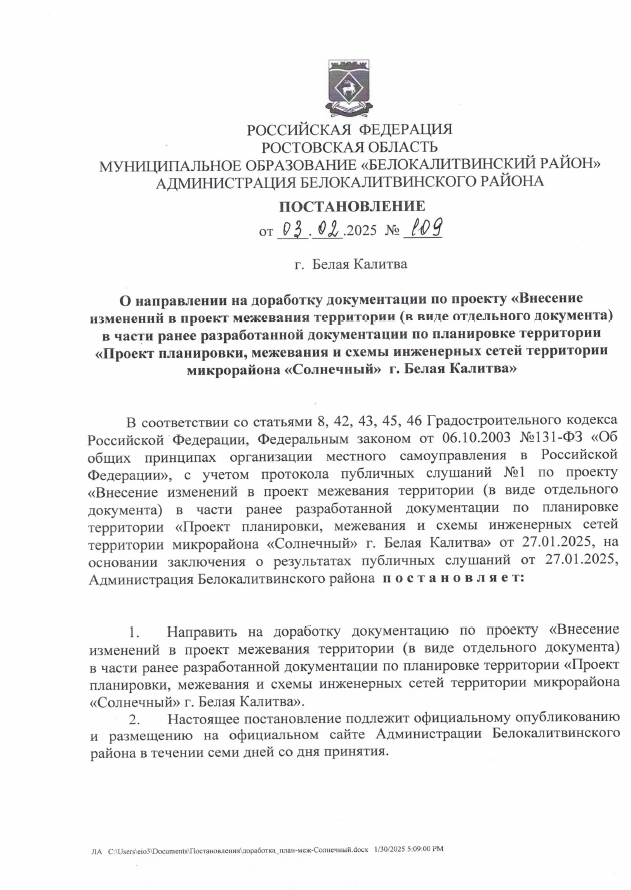 РОССИЙСКАЯ ФЕДЕРАЦИЯ
РОСТОВСКАЯ ОБЛАСТЬ
МУНИЦИПАЛЬНОЕ ОБРАЗОВАНИЕ «БЕЛОКАЛИТВИНСКИЙ РАЙОН»
АДМИНИСТРАЦИЯ БЕЛОКАЛИТВИНСКОГО РАЙОНА
ПОСТАНОВЛЕНИЕ
от 03.02.2025 № 109
г. Белая Калитва
О направлении на доработку документации по проекту «Внесение
изменений в проект межевания территории (в виде отдельного документа)
в части ранее разработанной документации по планировке территории
«Проект планировки, межевания и схемы инженерных сетей территории
микрорайона «Солнечный» г. Белая Калитва»
В соответствии со статьями 8, 42, 43, 45, 46 Градостроительного кодекса
Российской Федерации, Федеральным законом от 06.10.2003 №131-ФЗ «Об
общих принципах организации местного самоуправления в Российской
Федерации», с учетом протокола публичных слушаний №1 по проекту
«Внесение изменений в проект межевания территории (в виде отдельного
документа) в части ранее разработанной документации по планировке
территории «Проект планировки, межевания и схемы инженерных сетей
территории микрорайона «Солнечный» г. Белая Калитва» от 27.01.2025, на
основании заключения о результатах публичных слушаний от 27.01.2025,
Администрация Белокалитвинского района п о с т а н о в л я е т:
1. Направить на доработку документацию по проекту «Внесение
изменений в проект межевания территории (в виде отдельного документа)
в части ранее разработанной документации по планировке территории «Проект
планировки, межевания и схемы инженерных сетей территории микрорайона
«Солнечный» г. Белая Калитва».
2. Настоящее постановление подлежит официальному опубликованию
и размещению на официальном сайте Администрации Белокалитвинского
района в течении семи дней со дня принятия.
ЛА C:\Users\eio3\Documents\Постановления\доработка_план-меж-Солнечный.docx 1/30/2025 5:09:00 PM